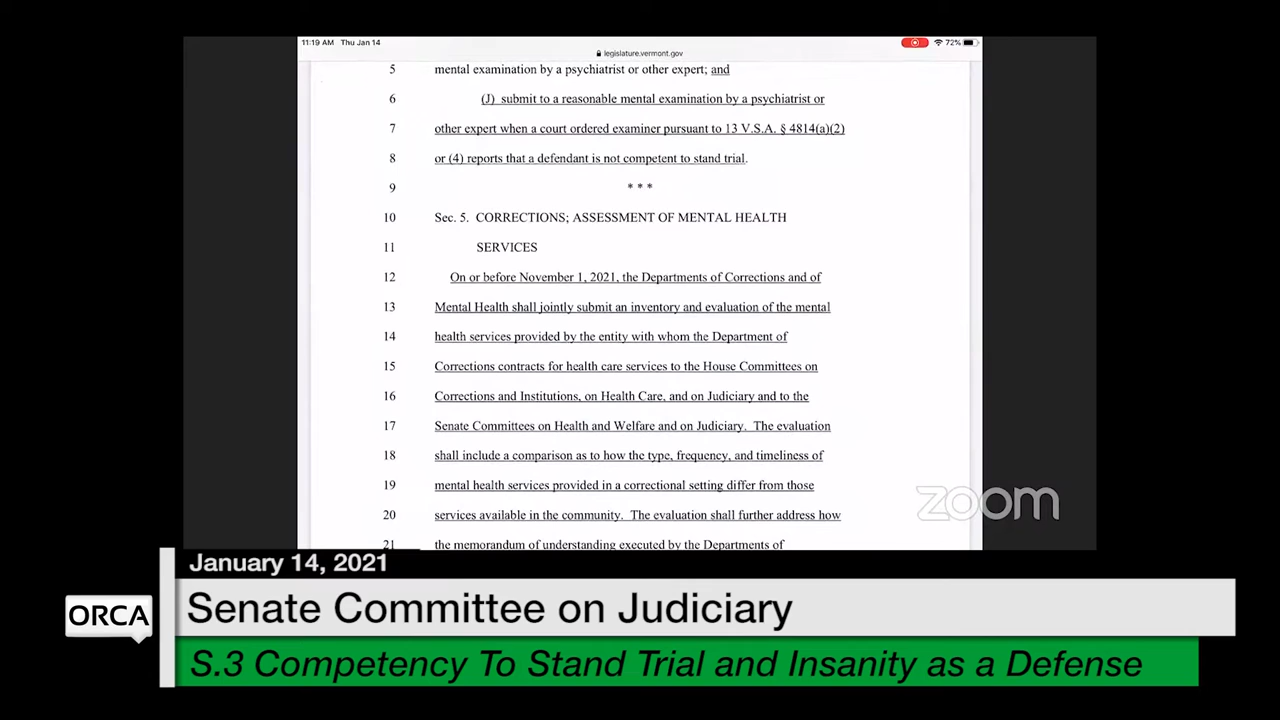 11:19 AM Thu Jan 14
72%
legislature.vermont.gov
5 mental examination by a psychiatrist or other expert; and
6 (J) submit to a reasonable mental examination by a psychiatrist or
7 other expert when a court ordered examiner pursuant to 13 V.S.A. § 4814(a)(2)
8 or (4) reports that a defendant is not competent to stand trial.
9 * * *
10 Sec. 5. CORRECTIONS; ASSESSMENT OF MENTAL HEALTH
11 SERVICES
12 On or before November 1, 2021, the Departments of Corrections and of
13 Mental Health shall jointly submit an inventory and evaluation of the mental
14 health services provided by the entity with whom the Department of
15 Corrections contracts for health care services to the House Committees on
16 Corrections and Institutions, on Health Care, and on Judiciary and to the
17 Senate Committees on Health and Welfare and on Judiciary. The evaluation
18 shall include a comparison as to how the type, frequency, and timeliness of
19 mental health services provided in a correctional setting differ from those
20 services available in the community. The evaluation shall further address how
21 the memorandum of understanding executed by the Departments of
zoom
January 14, 2021
ORCA
Senate Committee on Judiciary
S.3 Competency To Stand Trial and Insanity as a Defense